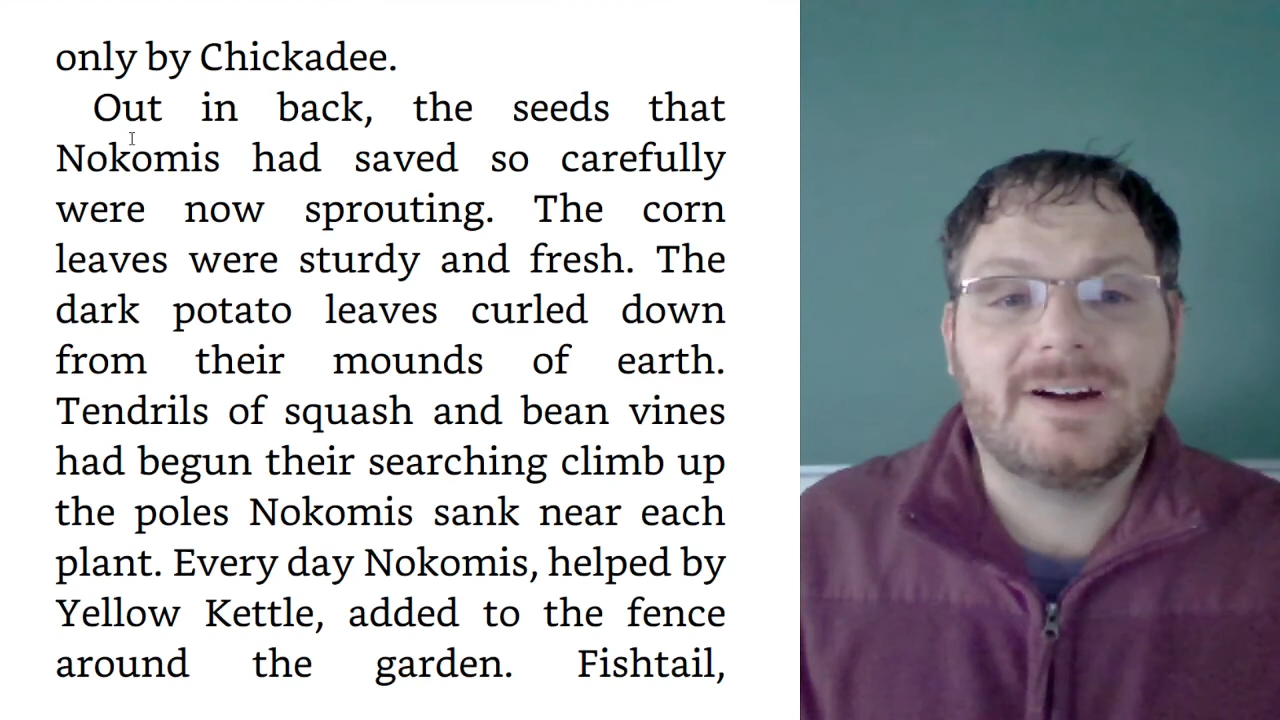 only by Chickadee.
Out in back, the seeds that
Nokomis had saved so carefully
were now sprouting. The corn
leaves were sturdy and fresh. The
dark potato leaves curled down
from their mounds of earth.
Tendrils of squash and bean vines
had begun their searching climb up
the poles Nokomis sank near each
plant. Every day Nokomis, helped by
Yellow Kettle, added to the fence
around the garden. Fishtail,